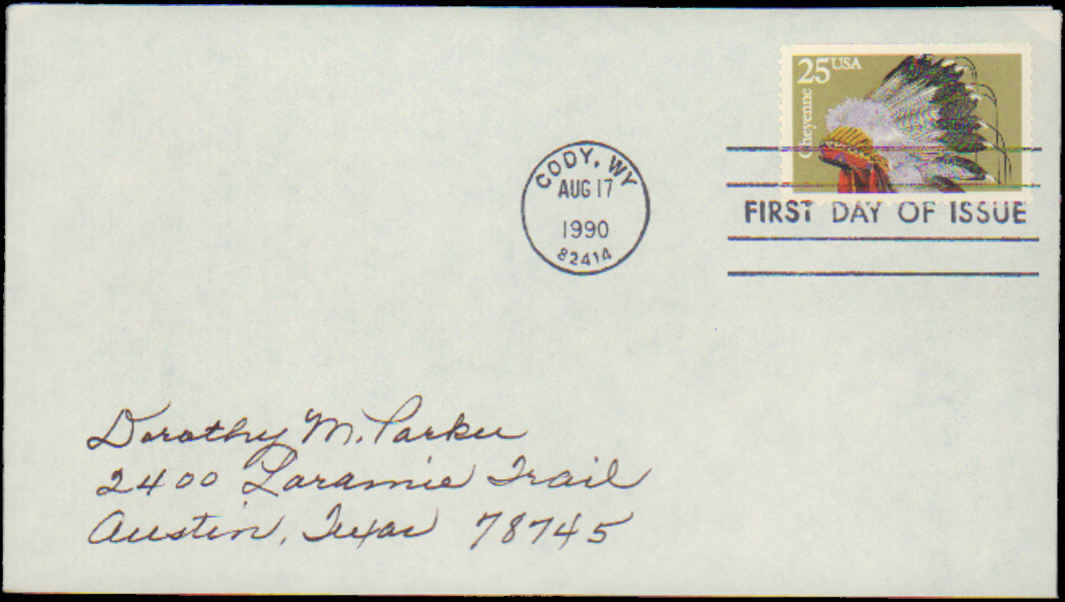 25 USA
Cheyenne
CODY, WY
AUG 17
1990
82414
FIRST DAY OF ISSUE
Dorothy M. Parker
2400 Laramie Trail
Austin, Texas 78745